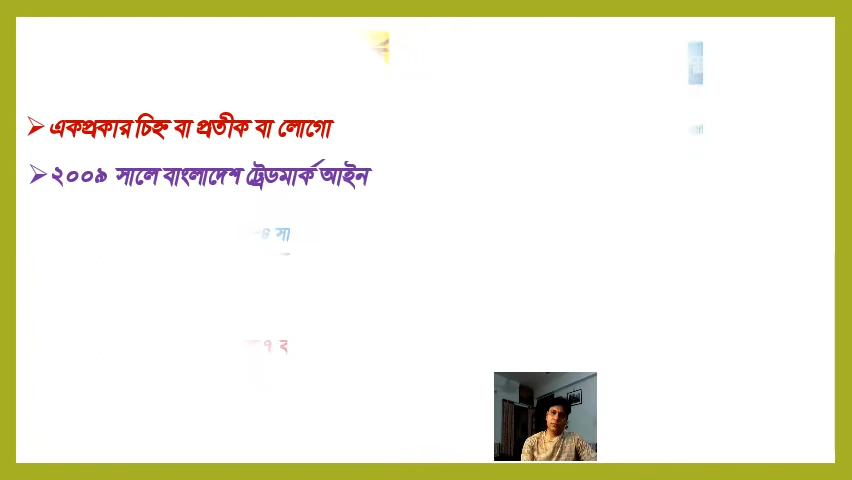 একপ্রকার চিহ্ন বা প্রতীক বা লোগো
২০০৯ সালে বাংলাদেশ ট্রেডমার্ক আইন